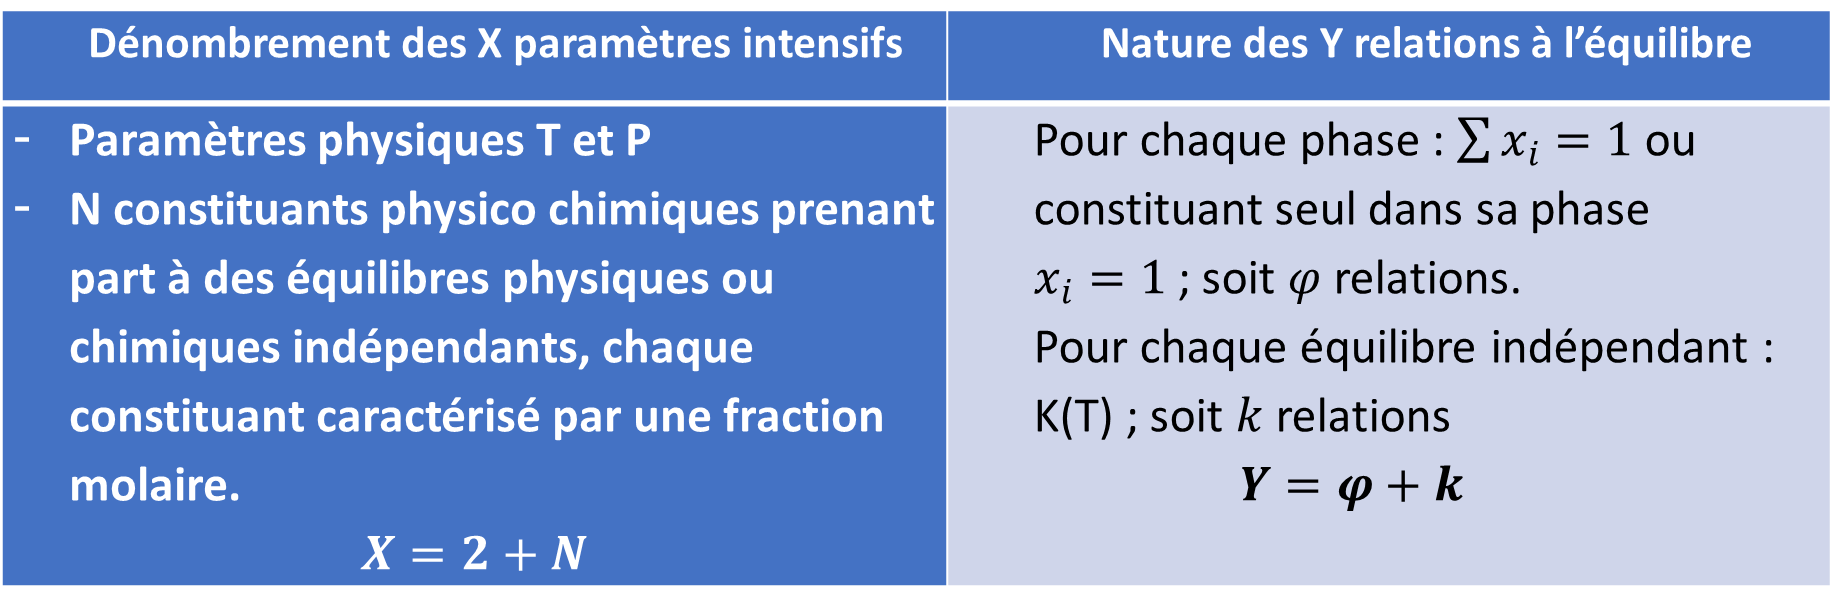 Dénombrement des X paramètres intensifs
Nature des Y relations à l’équilibre
- Paramètres physiques T et P
- N constituants physico chimiques prenant
part à des équilibres physiques ou
chimiques indépendants, chaque
constituant caractérisé par une fraction
molaire.
X = 2 + N
Pour chaque phase : ∑ xᵢ = 1 ou
constituant seul dans sa phase
xᵢ = 1 ; soit φ relations.
Pour chaque équilibre indépendant :
K(T) ; soit k relations
Y = φ + k